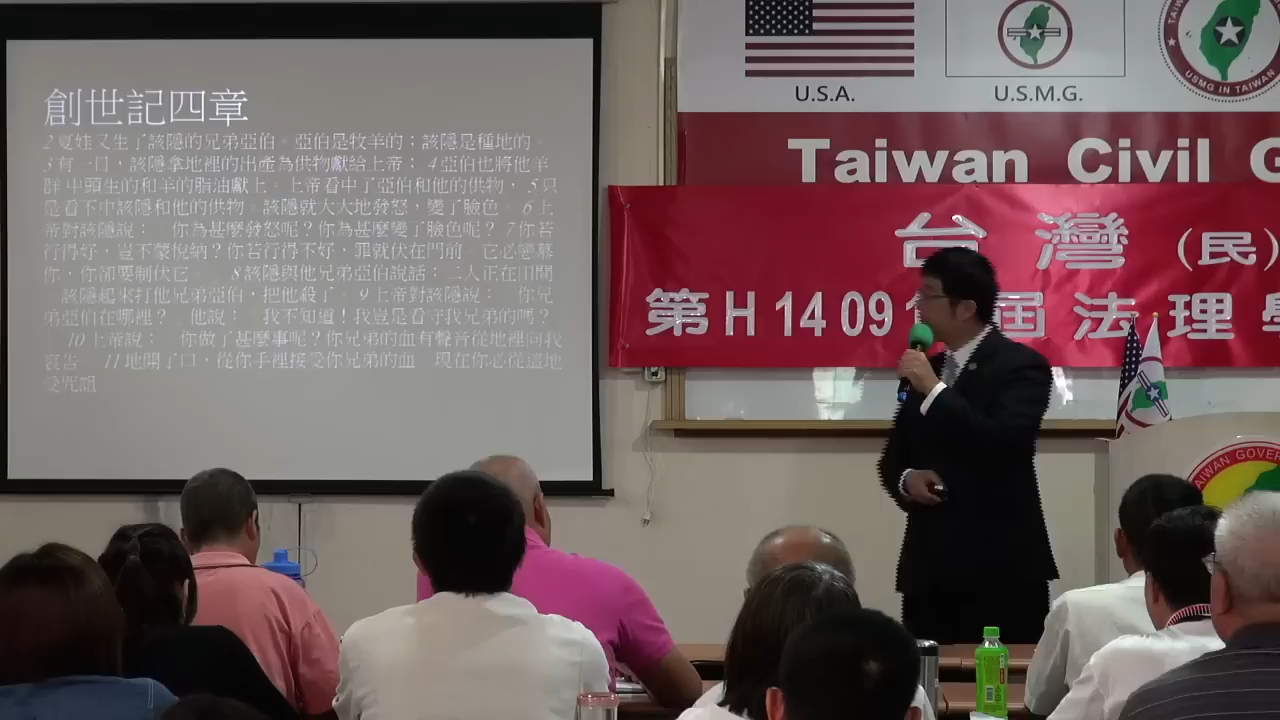 創世記四章
2 夏娃又生了該隱的兄弟亞伯。亞伯是牧羊的；該隱是種地的。
3 有一日，該隱拿地裡的出產為供物獻給上帝； 4 亞伯也將他羊
群中頭生的和羊的脂油獻上。上帝看中了亞伯和他的供物， 5 只
是看不中該隱和他的供物。該隱就大大地發怒，變了臉色。 6 上
帝對該隱說： 你為甚麼發怒呢？你為甚麼變了臉色呢？ 7 你若
行得好，豈不蒙悅納？你若行得不好，罪就伏在門前。它必戀慕
你，你卻要制伏它。 8 該隱與他兄弟亞伯說話；二人正在田間
該隱起來打他兄弟亞伯，把他殺了。 9 上帝對該隱說： 你兄
弟亞伯在哪裡？ 他說： 我不知道！我豈是看守我兄弟的嗎？
10 上帝說： 你做了甚麼事呢？你兄弟的血有聲音從地裡向我
哀告 11 地開了口，從你手裡接受你兄弟的血 現在你必從這地
受咒詛
U.S.A.
U.S.M.G.
USMG IN TAIWAN
Taiwan Civil G
台灣(民)
第H 14 09
屆法理
TAIWAN GOVER